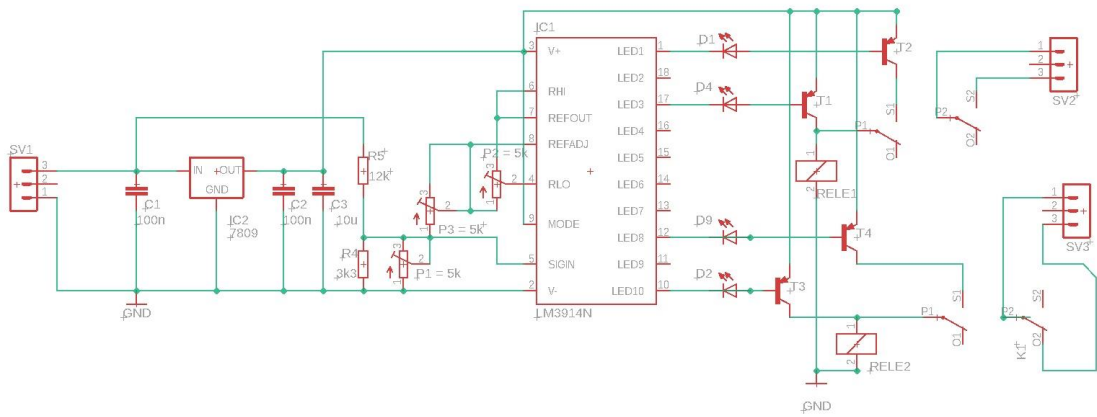 SV1
3
2
1
C1
100n
IN
OUT
GND
IC2
7809
C2
100n
C3
10u
GND
R5
12k
R4
3k3
P1 = 5k
1
2
P3 = 5k
3
1
2
P2 = 5k
3
2
IC1
3
V+
6
RHI
7
REFOUT
8
REFADJ
4
RLO
9
MODE
5
SIGIN
2
V-
LED1
1
LED2
18
LED3
17
LED4
16
LED5
15
LED6
14
LED7
13
LED8
12
LED9
11
LED10
10
LM3914N
D1
D4
D9
D2
T2
T1
T4
T3
1
2
RELE1
P1
S1
O1
1
2
RELE2
P1
S1
O1
GND
P2
S2
O2
1
2
3
SV2
1
2
3
SV3
P2
S2
O2
K1